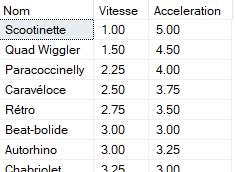 Nom Vitesse Acceleration
Scootinette 1.00 5.00
Quad Wiggler 1.50 4.50
Paracoccinelly 2.25 4.00
Caravéloce 2.50 3.75
Rétro 2.75 3.50
Beat-bolide 3.00 3.00
Autorhino 3.00 3.25
Chabriolet 3.25 3.00